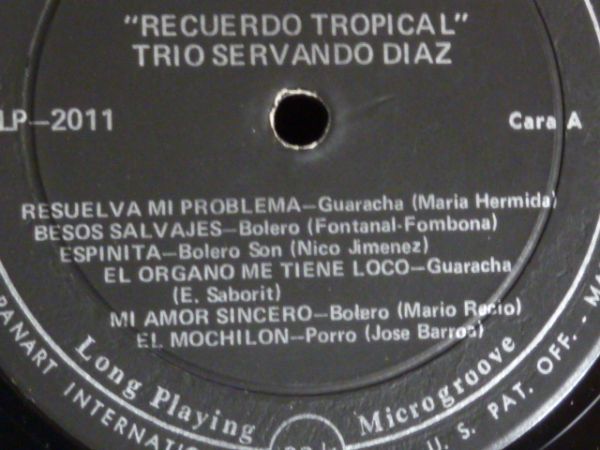 "RECUERDO TROPICAL"
TRIO SERVANDO DIAZ
LP-2011
Cara A
RESUELVA MI PROBLEMA-Guaracha (Maria Hermida)
BESOS SALVAJES-Bolero (Fontanal-Fombona)
ESPINITA-Bolero Son (Nico Jimenez)
EL ORGANO ME TIENE LOCO-Guaracha
(E. Saborit)
MI AMOR SINCERO-Bolero (Mario Recio)
EL MOCHILON-Porro (Jose Barros)
Long Playing Microgroove
PANART U. S. PAT. OFF. -